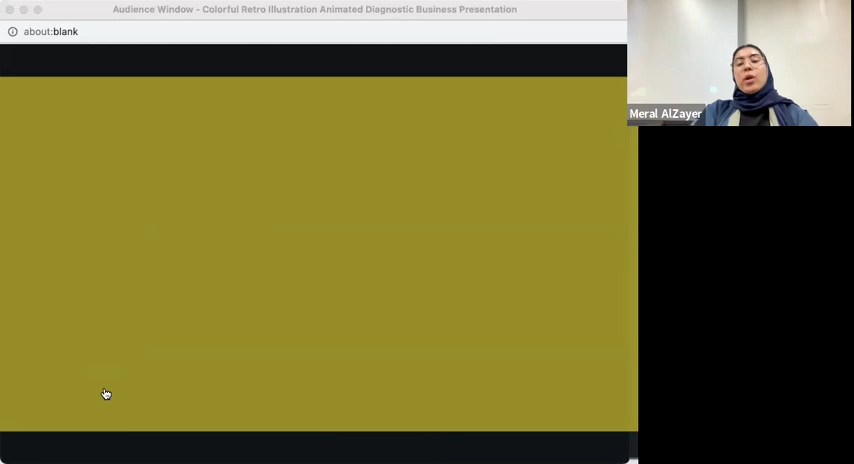 Audience Window - Colorful Retro Illustration Animated Diagnostic Business Presentation
about:blank
Meral AlZayer